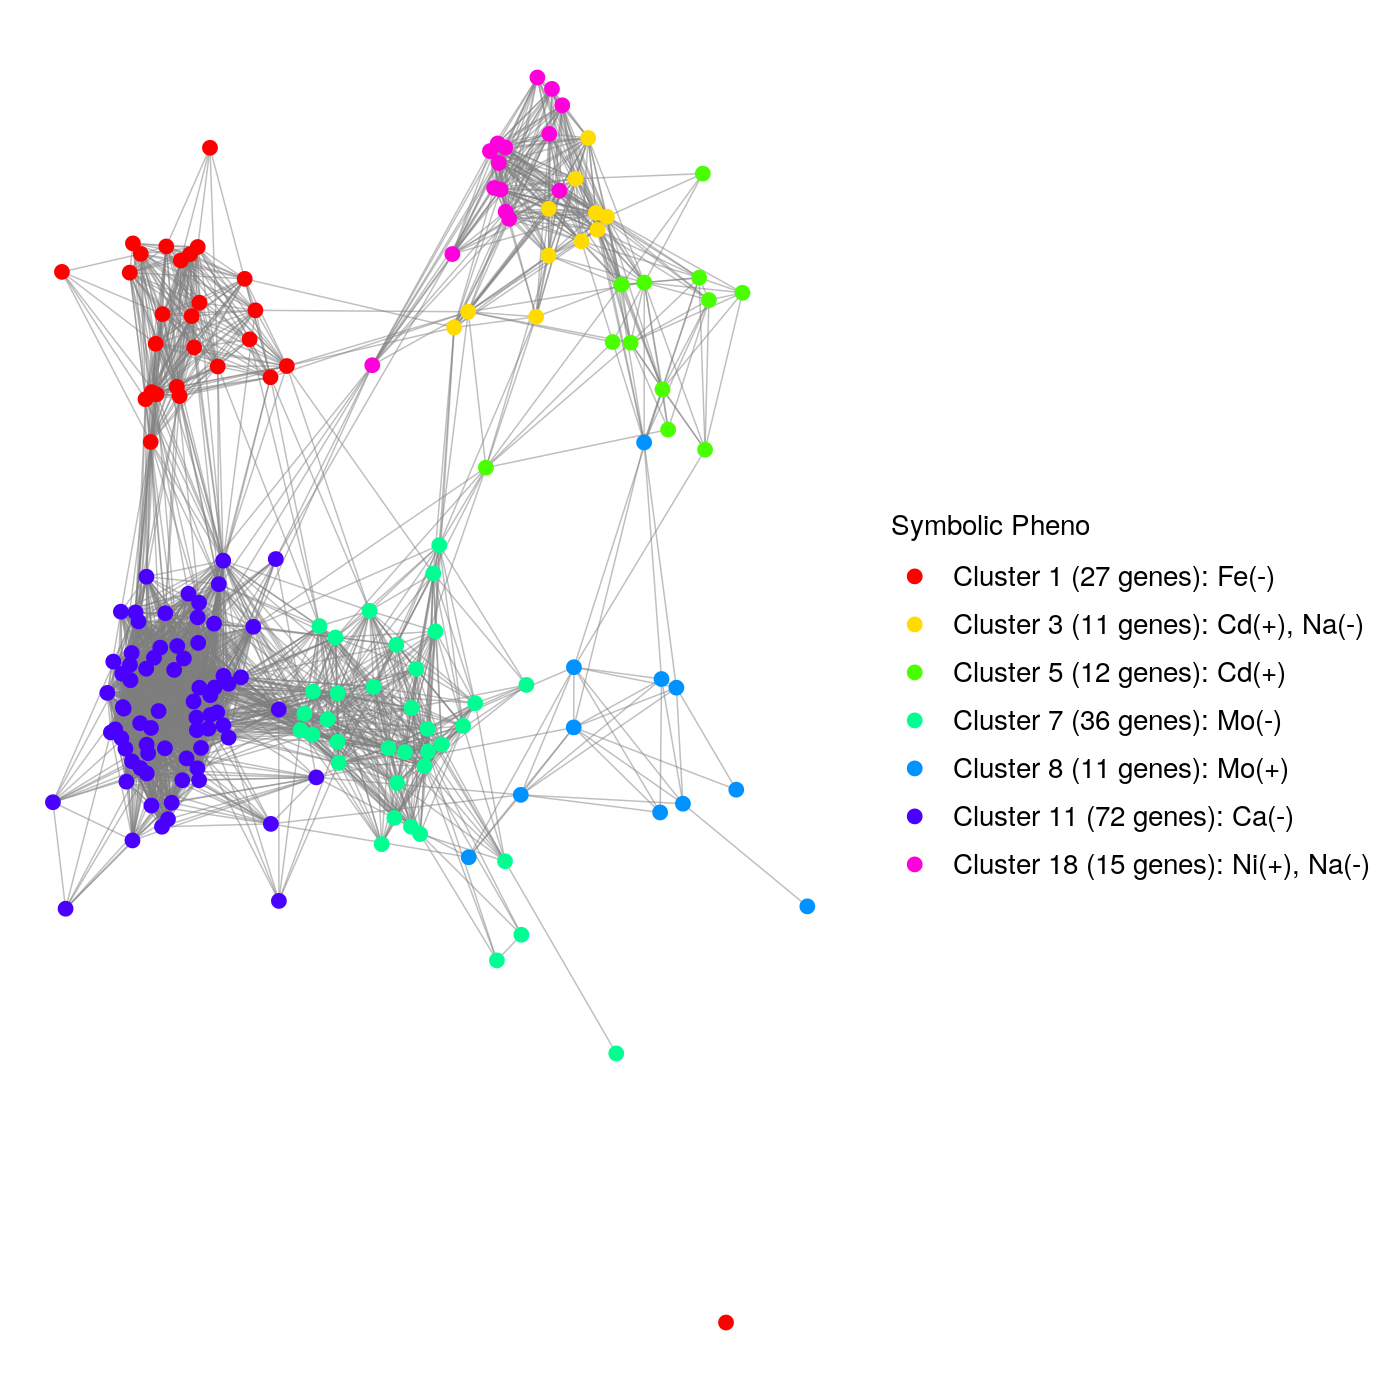 Symbolic Pheno
Cluster 1 (27 genes): Fe(-)
Cluster 3 (11 genes): Cd(+), Na(-)
Cluster 5 (12 genes): Cd(+)
Cluster 7 (36 genes): Mo(-)
Cluster 8 (11 genes): Mo(+)
Cluster 11 (72 genes): Ca(-)
Cluster 18 (15 genes): Ni(+), Na(-)